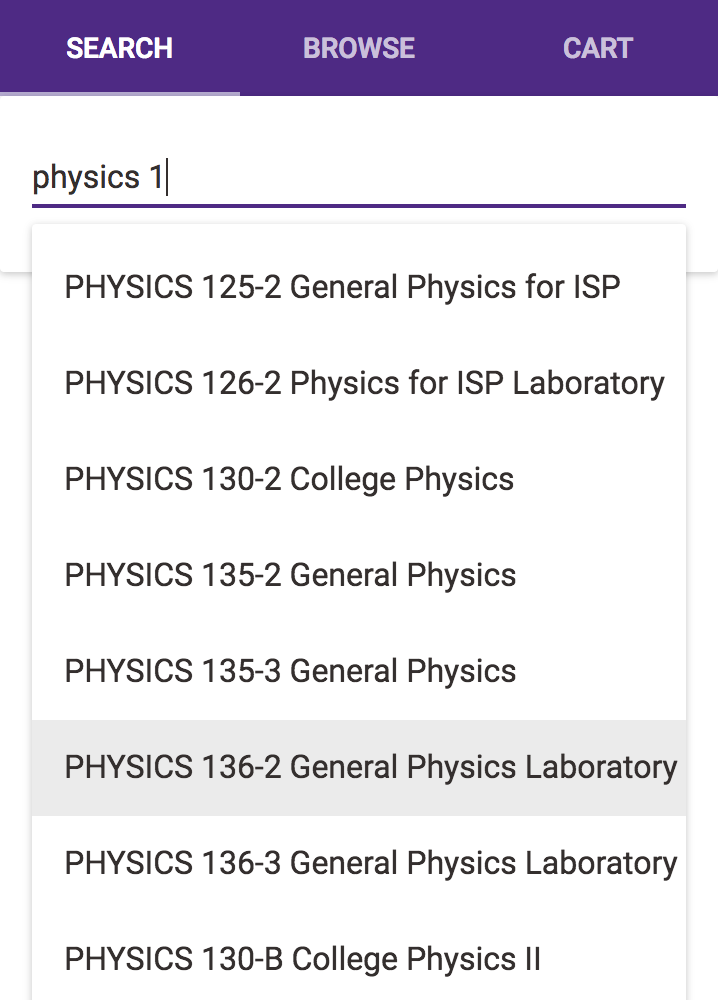 SEARCH BROWSE CART
physics 1
PHYSICS 125-2 General Physics for ISP
PHYSICS 126-2 Physics for ISP Laboratory
PHYSICS 130-2 College Physics
PHYSICS 135-2 General Physics
PHYSICS 135-3 General Physics
PHYSICS 136-2 General Physics Laboratory
PHYSICS 136-3 General Physics Laboratory
PHYSICS 130-B College Physics II